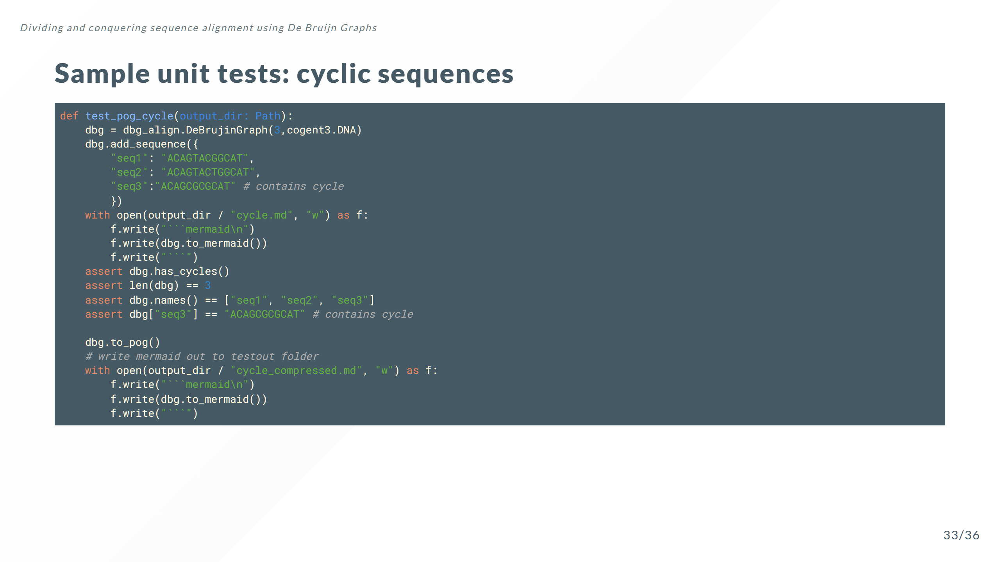 Dividing and conquering sequence alignment using De Bruijn Graphs
Sample unit tests: cyclic sequences
def test_pog_cycle(output_dir: Path):
    dbg = dbg_align.DeBrujinGraph(3,cogent3.DNA)
    dbg.add_sequence({
        "seq1": "ACAGTACGGCAT",
        "seq2": "ACAGTACTGGCAT",
        "seq3":"ACAGCGCGCAT" # contains cycle
        })
    with open(output_dir / "cycle.md", "w") as f:
        f.write("```mermaid\n")
        f.write(dbg.to_mermaid())
        f.write("```")
    assert dbg.has_cycles()
    assert len(dbg) == 3
    assert dbg.names() == ["seq1", "seq2", "seq3"]
    assert dbg["seq3"] == "ACAGCGCGCAT" # contains cycle

    dbg.to_pog()
    # write mermaid out to testout folder
    with open(output_dir / "cycle_compressed.md", "w") as f:
        f.write("```mermaid\n")
        f.write(dbg.to_mermaid())
        f.write("```")
33/36